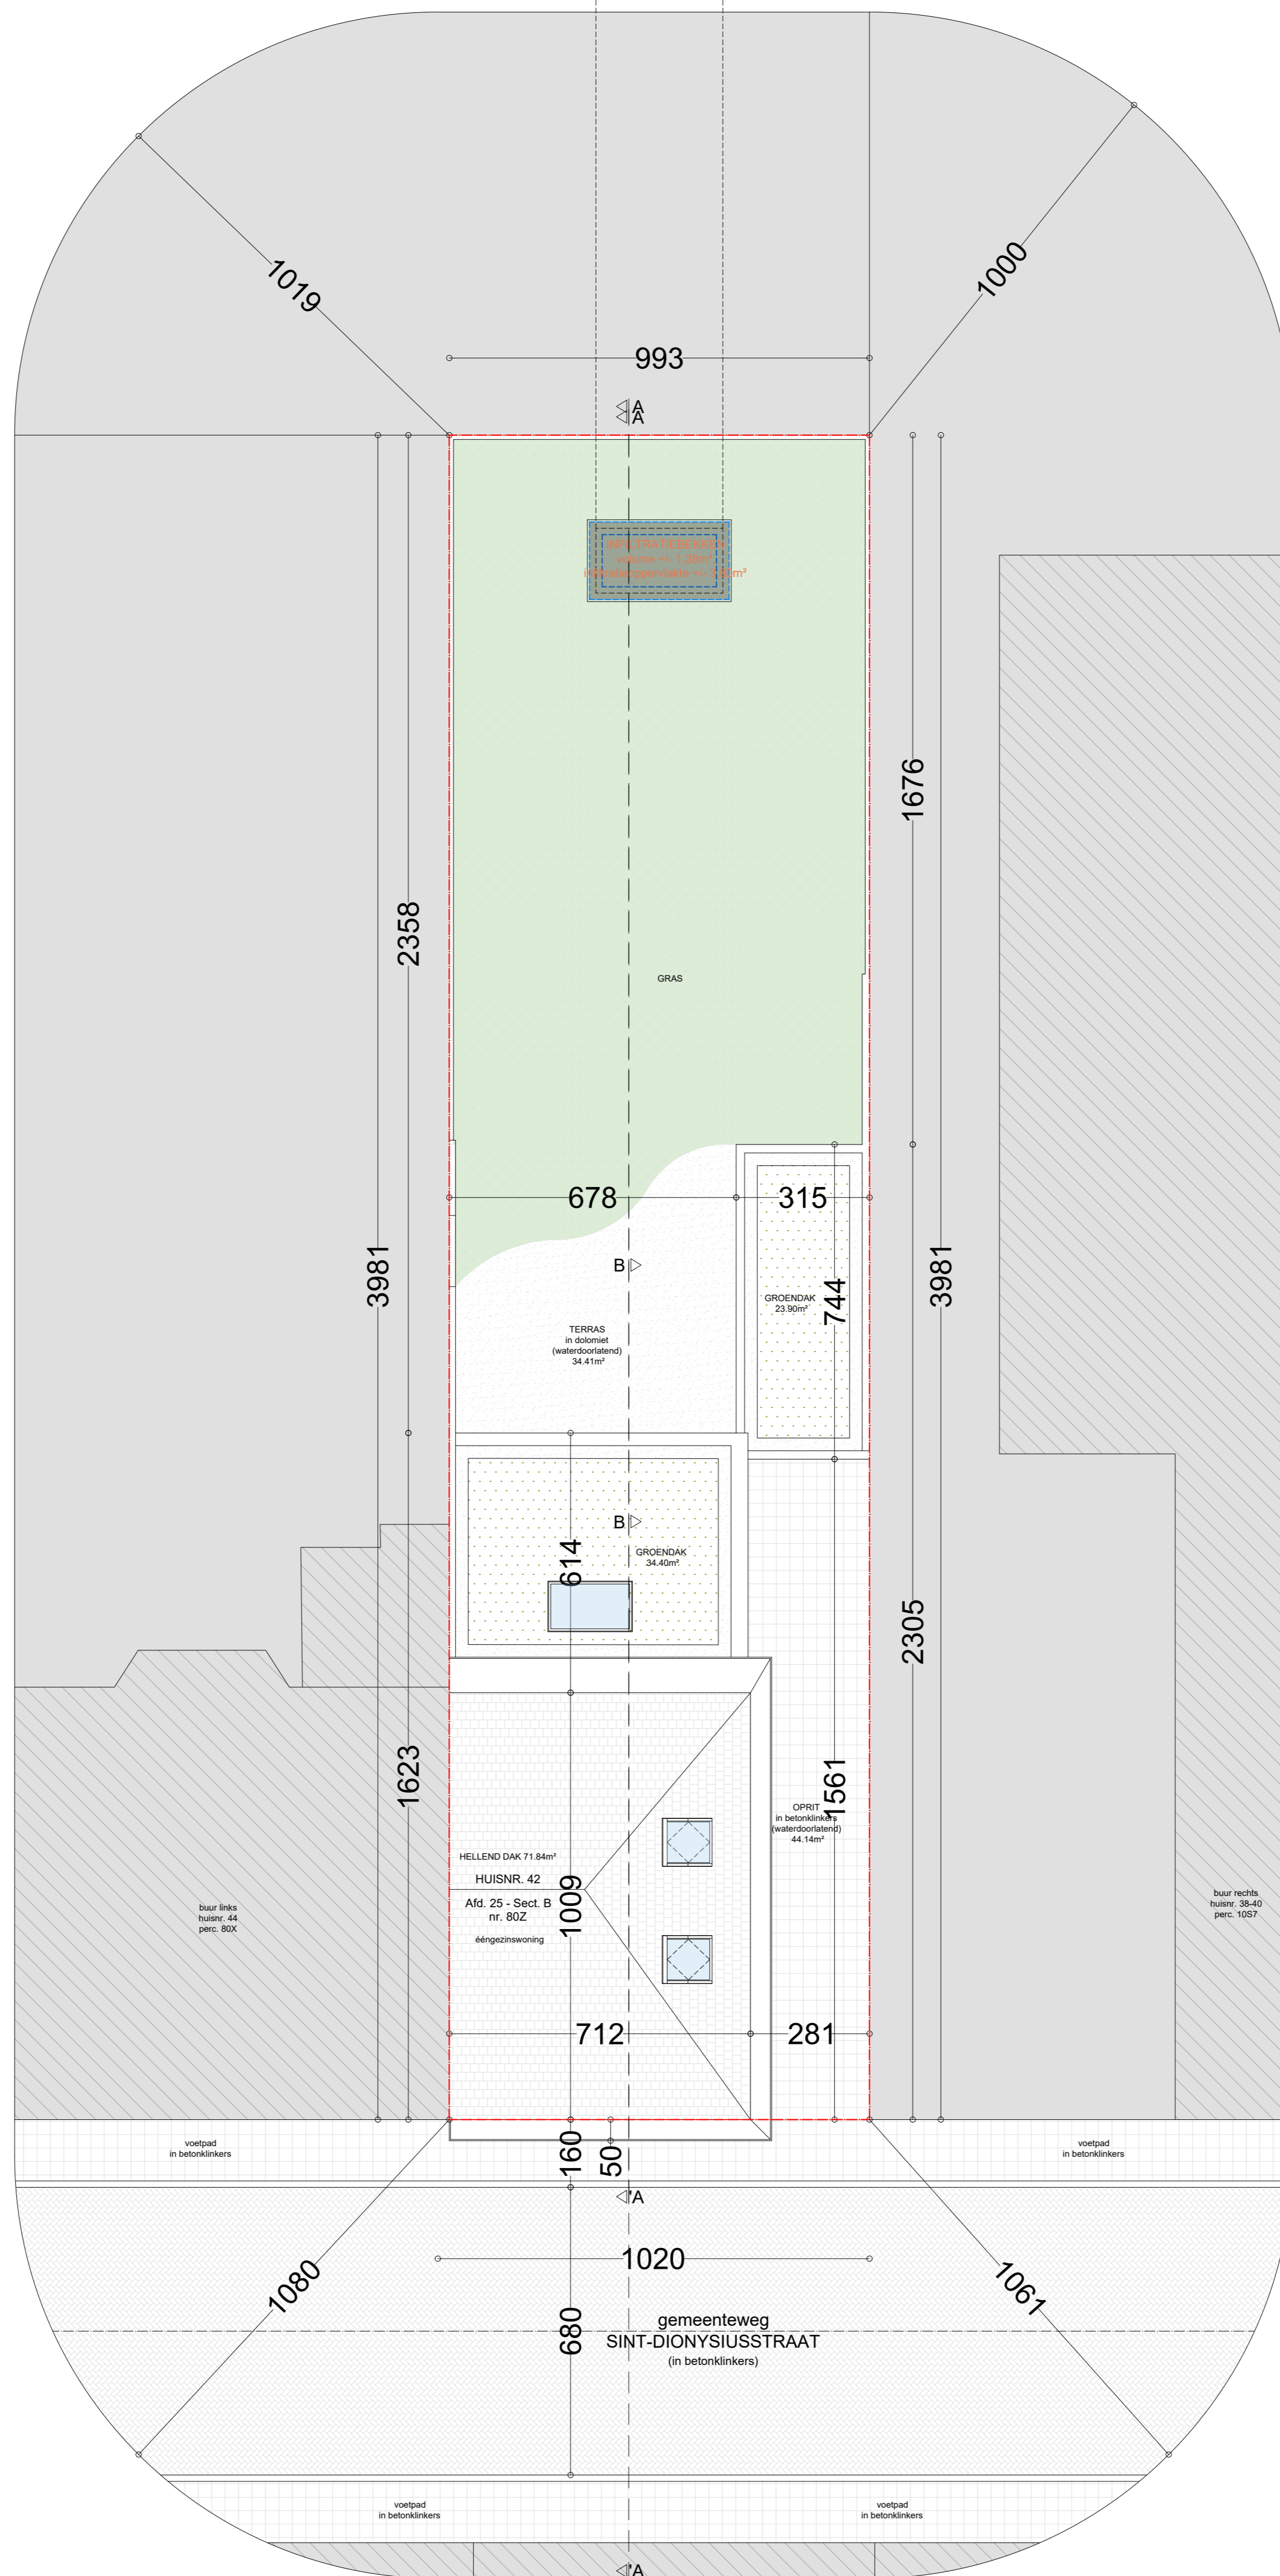 1019
1000
993
A
A
INFILTRATIEBEKKEN
volume +/- 1.38m³
1676
2358
GRAS
678
315
3981
3981
B
744
GROENDAK
23.90m²
TERRAS
in dolomiet
(waterdoorlatend)
34.41m²
B
614
GROENDAK
34.40m²
2305
1623
1561
OPRIT
in betonklinkers
(waterdoorlatend)
44.14m²
HELLEND DAK 71.84m²
HUISNR. 42
1009
Afd. 25 - Sect. B
nr. 80Z
ééngezinswoning
buur links
huisnr. 44
perc. 80X
buur rechts
huisnr. 38-40
perc. 10S7
712
281
voetpad
in betonklinkers
160
50
voetpad
in betonklinkers
'A
1020
1080
1061
680
gemeenteweg
SINT-DIONYSIUSSTRAAT
(in betonklinkers)
voetpad
in betonklinkers
voetpad
in betonklinkers
'A